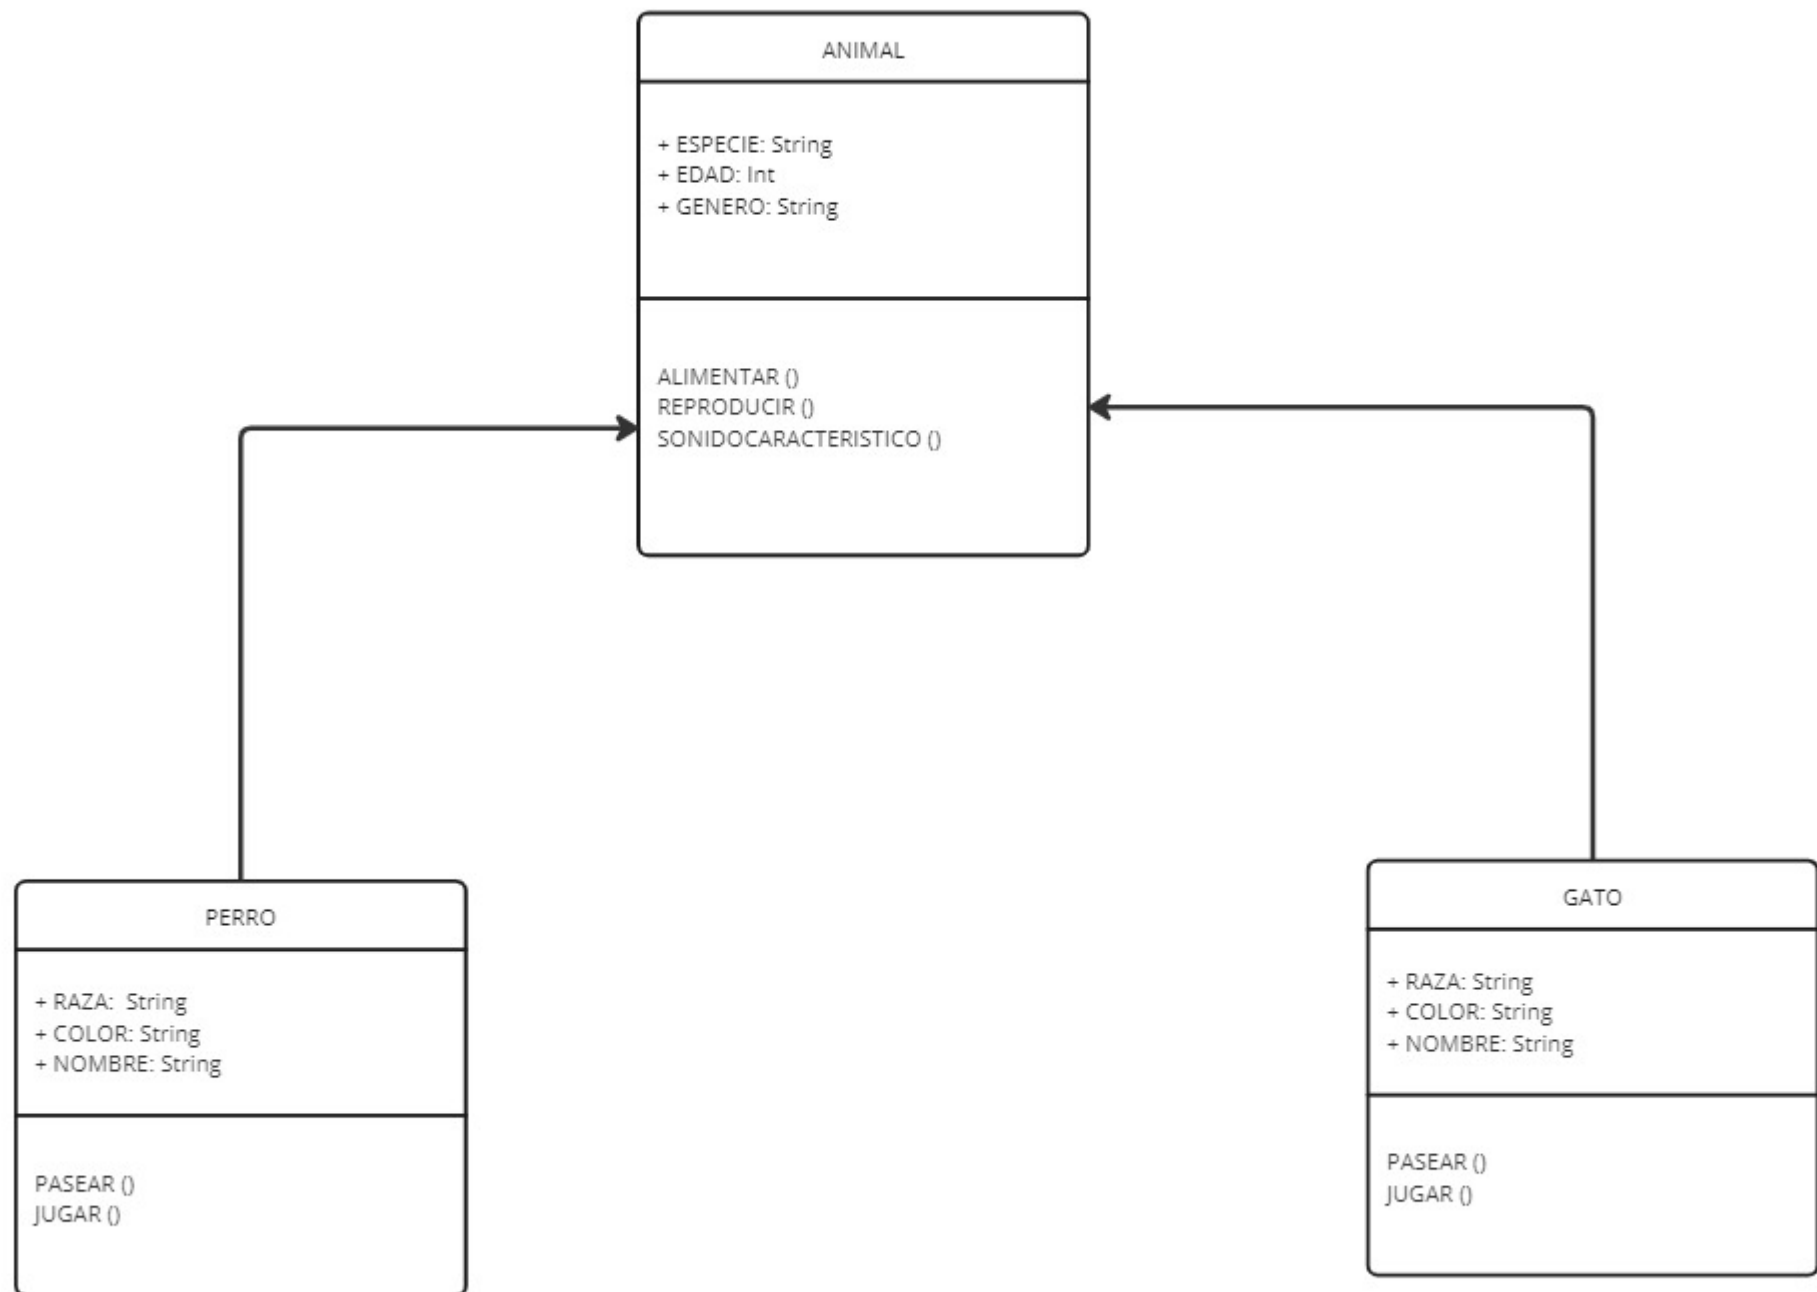 ANIMAL
+ ESPECIE: String
+ EDAD: Int
+ GENERO: String
ALIMENTAR ()
REPRODUCIR ()
SONIDOCARACTERISTICO ()
PERRO
+ RAZA:  String
+ COLOR: String
+ NOMBRE: String
PASEAR ()
JUGAR ()
GATO
+ RAZA: String
+ COLOR: String
+ NOMBRE: String
PASEAR ()
JUGAR ()